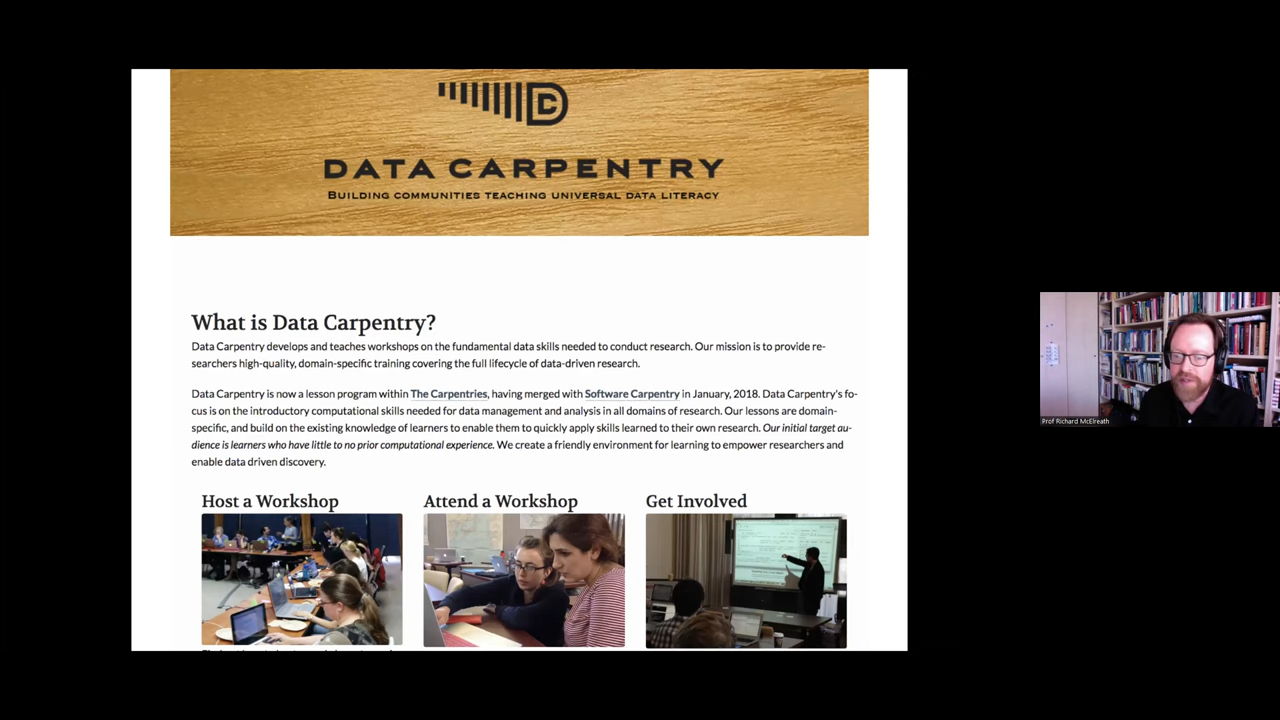 DATA CARPENTRY
BUILDING COMMUNITIES TEACHING UNIVERSAL DATA LITERACY
What is Data Carpentry?
Data Carpentry develops and teaches workshops on the fundamental data skills needed to conduct research. Our mission is to provide re-
searchers high-quality, domain-specific training covering the full lifecycle of data-driven research.
Data Carpentry is now a lesson program within The Carpentries, having merged with Software Carpentry in January, 2018. Data Carpentry's fo-
cus is on the introductory computational skills needed for data management and analysis in all domains of research. Our lessons are domain-
specific, and build on the existing knowledge of learners to enable them to quickly apply skills learned to their own research. Our initial target au-
dience is learners who have little to no prior computational experience. We create a friendly environment for learning to empower researchers and
enable data driven discovery.
Host a Workshop
Attend a Workshop
Get Involved
Prof Richard McElreath